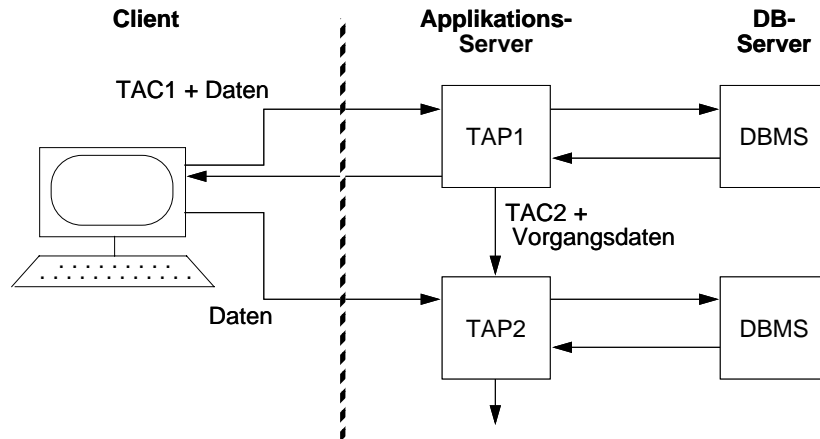 Client
Applikations-
Server
DB-
Server
TAC1 + Daten
TAP1
DBMS
TAC2 +
Vorgangsdaten
Daten
TAP2
DBMS